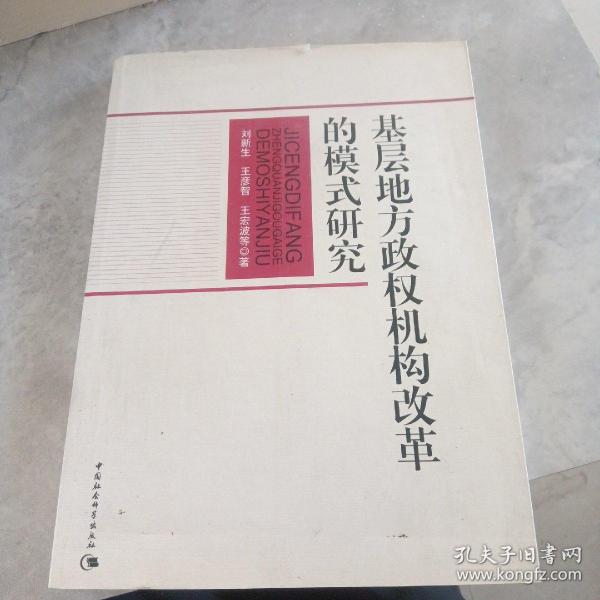 基层地方政权机构改革
的模式研究
JICENGDIFANG
ZHENGQUANJIGOUGAIGE
DEMOSHIYANJIU
刘新生 王彦智 王宏波等◎著
中国社会科学出版社
孔夫子旧书网
www.kongfz.com